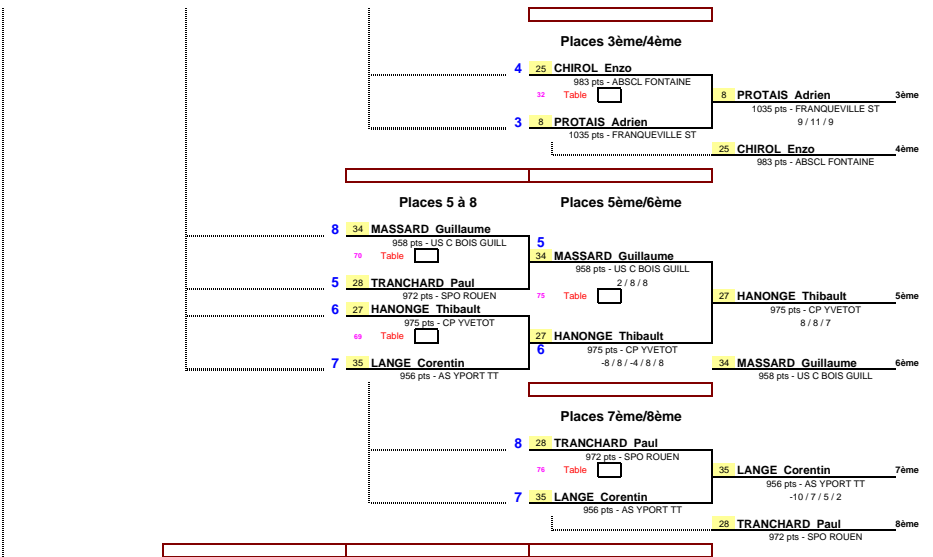 Places 3ème/4ème
4 25 CHIROL Enzo
983 pts - ABSCL FONTAINE
32 Table
8 PROTAIS Adrien 3ème
1035 pts - FRANQUEVILLE ST
9 / 11 / 9
3 8 PROTAIS Adrien
1035 pts - FRANQUEVILLE ST
25 CHIROL Enzo 4ème
983 pts - ABSCL FONTAINE
Places 5 à 8 Places 5ème/6ème
8 34 MASSARD Guillaume
958 pts - US C BOIS GUILL
70 Table
5
34 MASSARD Guillaume
958 pts - US C BOIS GUILL
2 / 8 / 8
5 28 TRANCHARD Paul
972 pts - SPO ROUEN
75 Table
27 HANONGE Thibault 5ème
975 pts - CP YVETOT
8 / 8 / 7
6 27 HANONGE Thibault
975 pts - CP YVETOT
69 Table
27 HANONGE Thibault
6
975 pts - CP YVETOT
-8 / 8 / -4 / 8 / 8
7 35 LANGE Corentin
956 pts - AS YPORT TT
34 MASSARD Guillaume 6ème
958 pts - US C BOIS GUILL
Places 7ème/8ème
8 28 TRANCHARD Paul
972 pts - SPO ROUEN
76 Table
35 LANGE Corentin 7ème
956 pts - AS YPORT TT
-10 / 7 / 5 / 2
7 35 LANGE Corentin
956 pts - AS YPORT TT
28 TRANCHARD Paul 8ème
972 pts - SPO ROUEN